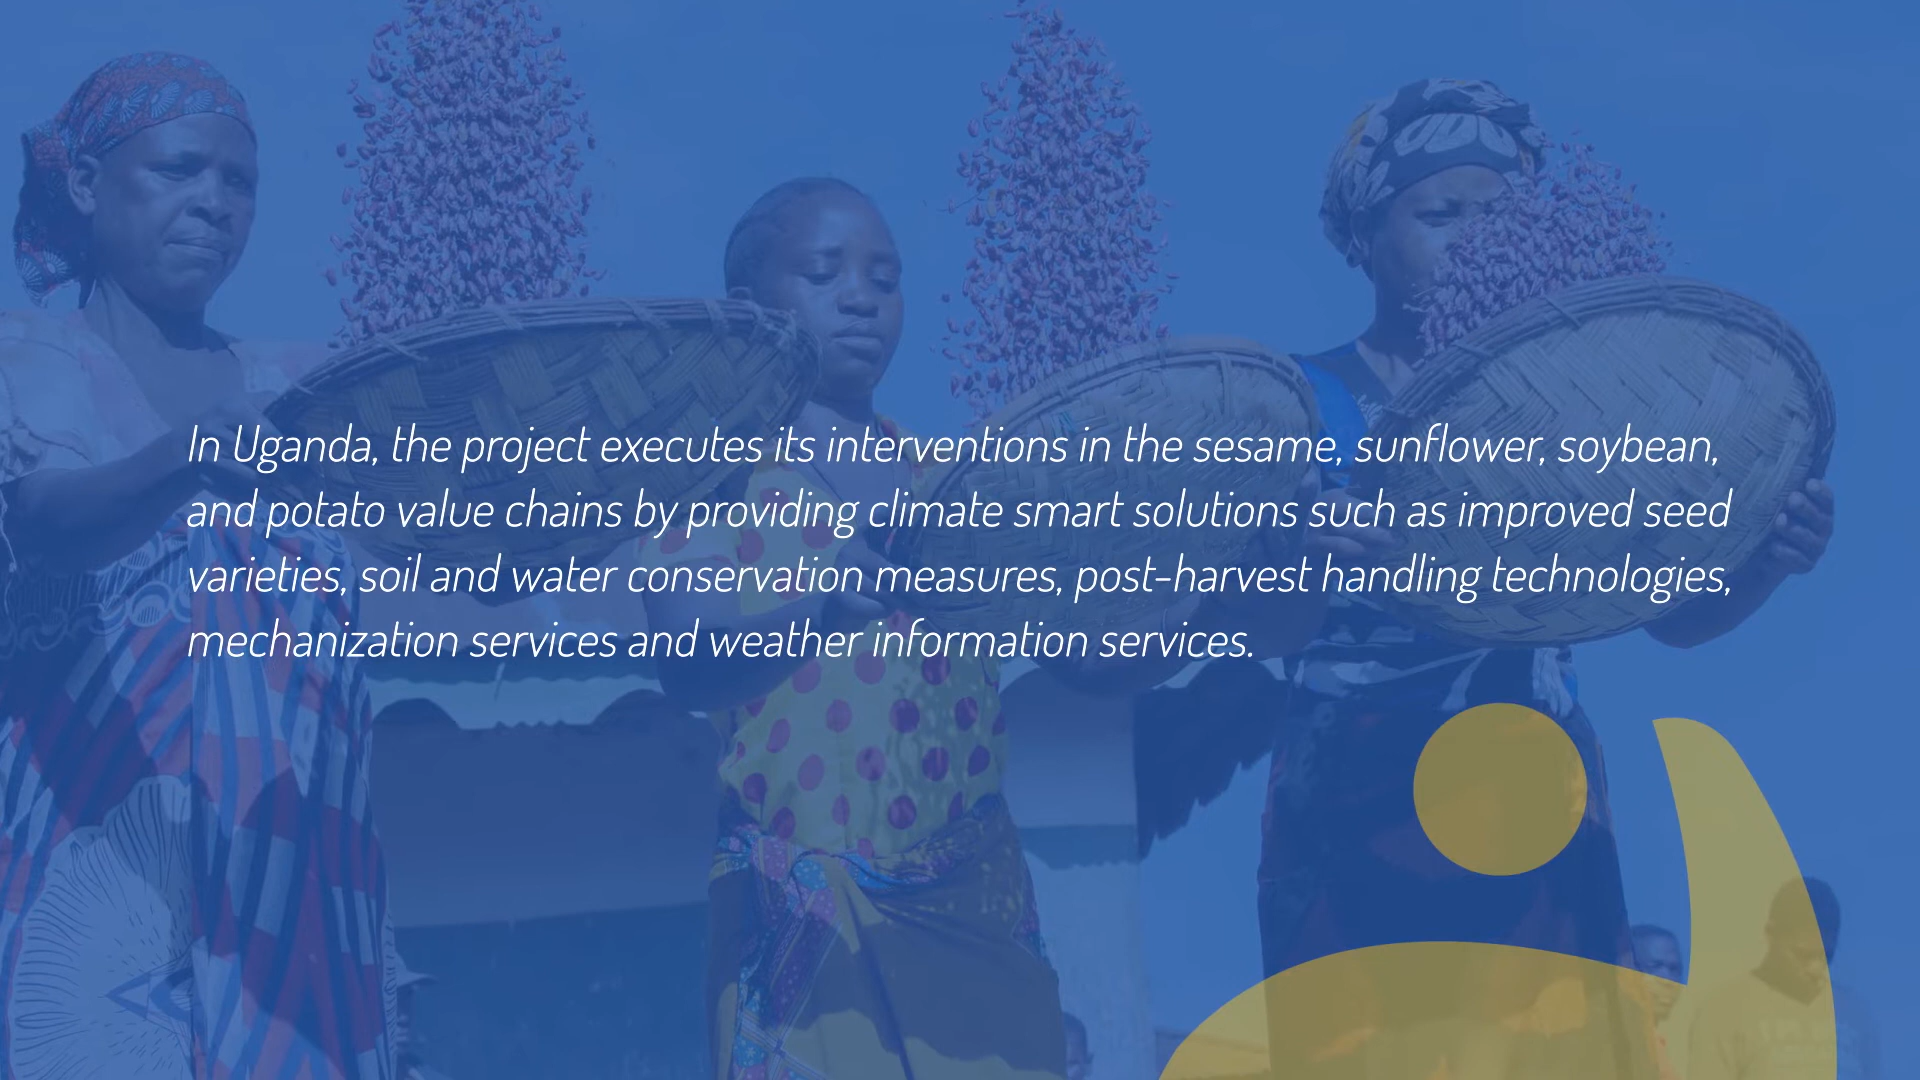 In Uganda, the project executes its interventions in the sesame, sunflower, soybean,
and potato value chains by providing climate smart solutions such as improved seed
varieties, soil and water conservation measures, post-harvest handling technologies,
mechanization services and weather information services.